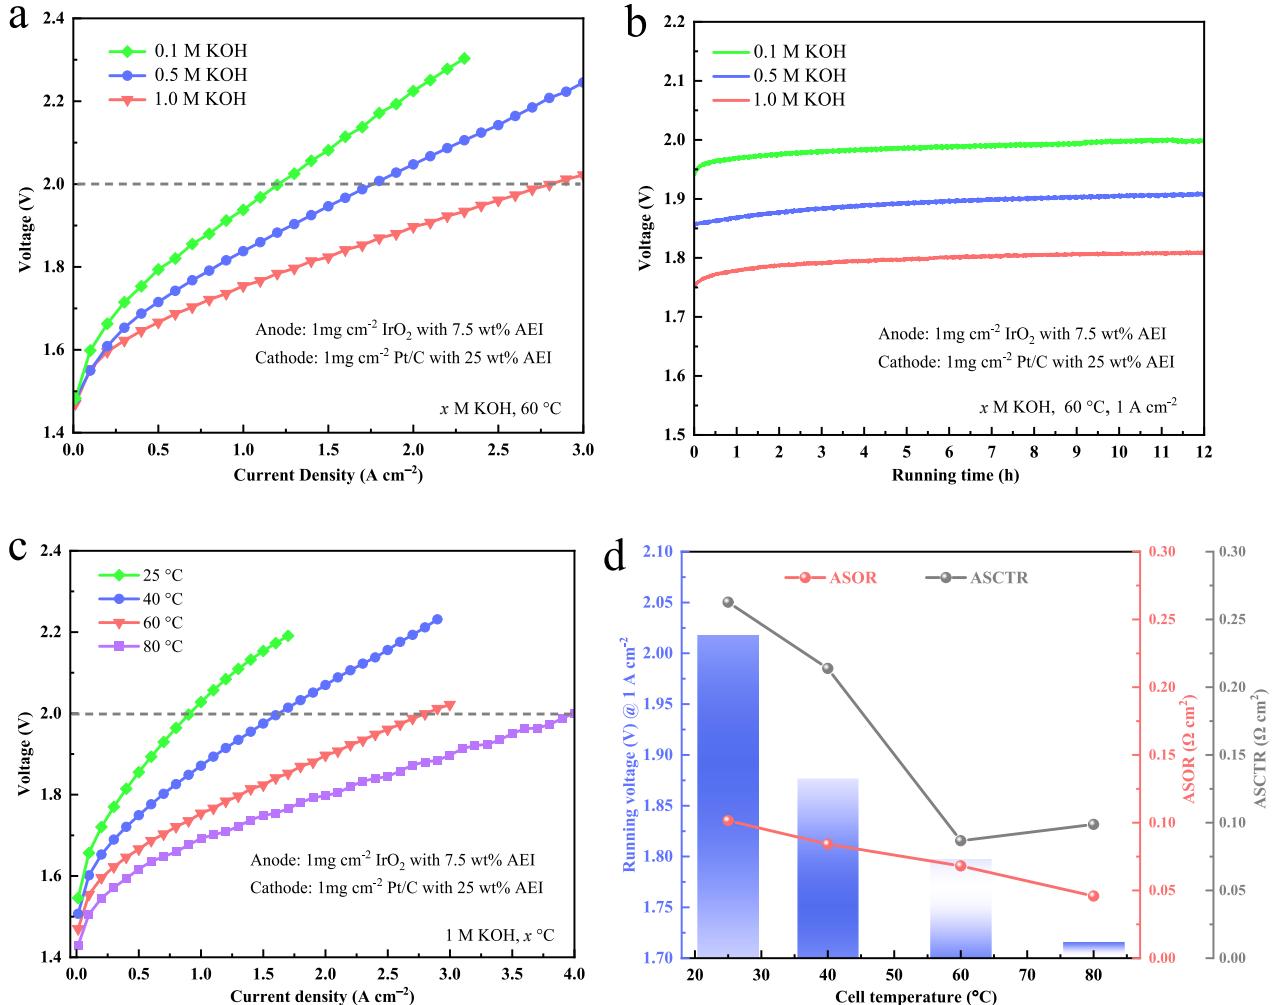 a
2.4
2.2
2.0
1.8
1.6
1.4
Voltage (V)
0.1 M KOH
0.5 M KOH
1.0 M KOH
Anode: 1mg cm⁻² IrO₂ with 7.5 wt% AEI
Cathode: 1mg cm⁻² Pt/C with 25 wt% AEI
x M KOH, 60 °C
0.0 0.5 1.0 1.5 2.0 2.5 3.0
Current Density (A cm⁻²)
b
2.2
2.1
2.0
1.9
1.8
1.7
1.6
1.5
Voltage (V)
0.1 M KOH
0.5 M KOH
1.0 M KOH
Anode: 1mg cm⁻² IrO₂ with 7.5 wt% AEI
Cathode: 1mg cm⁻² Pt/C with 25 wt% AEI
x M KOH, 60 °C, 1 A cm⁻²
0 1 2 3 4 5 6 7 8 9 10 11 12
Running time (h)
c
2.4
2.2
2.0
1.8
1.6
1.4
Voltage (V)
25 °C
40 °C
60 °C
80 °C
Anode: 1mg cm⁻² IrO₂ with 7.5 wt% AEI
Cathode: 1mg cm⁻² Pt/C with 25 wt% AEI
1 M KOH, x °C
0.0 0.5 1.0 1.5 2.0 2.5 3.0 3.5 4.0
Current density (A cm⁻²)
d
2.10
2.05
2.00
1.95
1.90
1.85
1.80
1.75
1.70
Running voltage (V) @ 1 A cm⁻²
ASOR
ASCTR
0.30
0.25
0.20
0.15
0.10
0.05
0.00
ASOR (Ω cm²)
0.30
0.25
0.20
0.15
0.10
0.05
0.00
ASCTR (Ω cm²)
20 30 40 50 60 70 80
Cell temperature (°C)